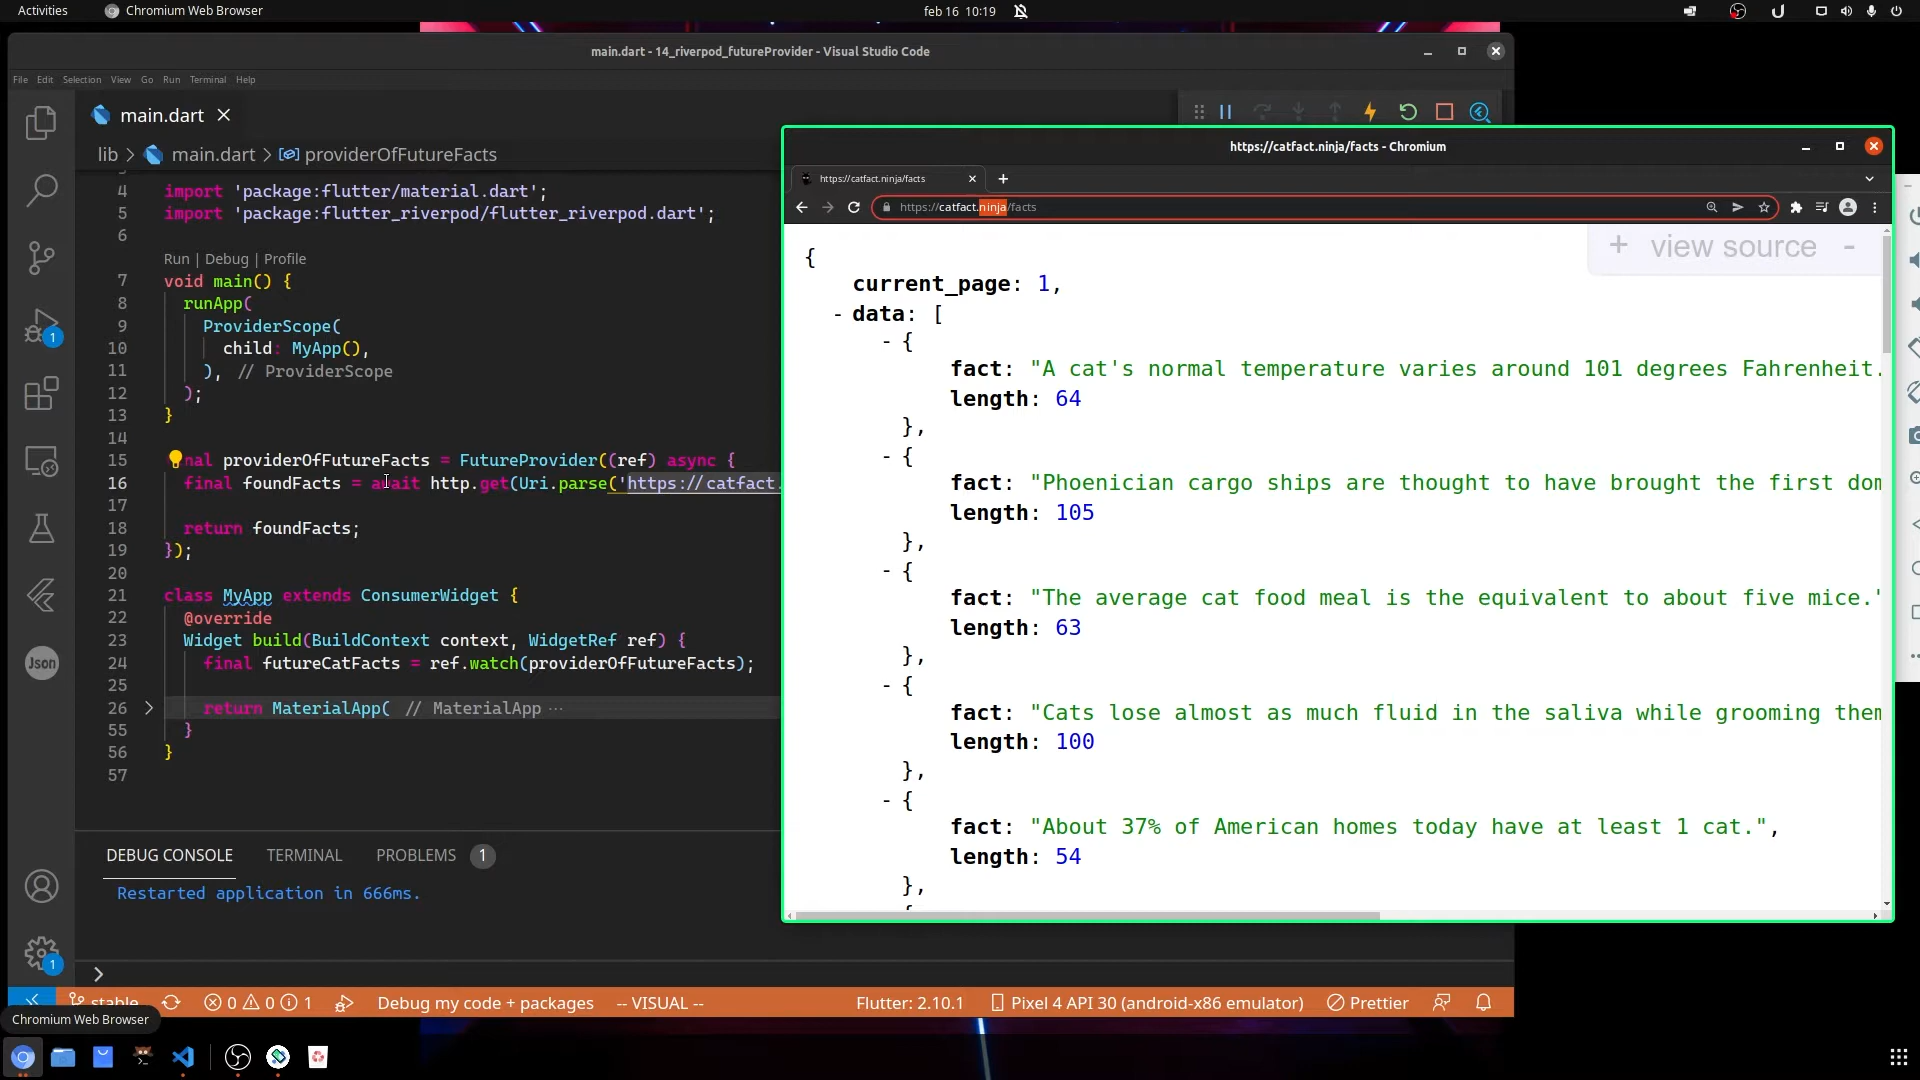 Activities
Chromium Web Browser
feb 16 10:19
main.dart - 14_riverpod_futureProvider - Visual Studio Code
File Edit Selection View Go Run Terminal Help
main.dart
lib > main.dart > providerOfFutureFacts
4 import 'package:flutter/material.dart';
5 import 'package:flutter_riverpod/flutter_riverpod.dart';
6
Run | Debug | Profile
7 void main() {
8 runApp(
9 ProviderScope(
10 child: MyApp(),
11 ), // ProviderScope
12 );
13 }
14
15 nal providerOfFutureFacts = FutureProvider((ref) async {
16 final foundFacts = await http.get(Uri.parse('https://catfact.
17
18 return foundFacts;
19 });
20
21 class MyApp extends ConsumerWidget {
22 @override
23 Widget build(BuildContext context, WidgetRef ref) {
24 final futureCatFacts = ref.watch(providerOfFutureFacts);
25
26 return MaterialApp( // MaterialApp ···
55 }
56 }
57
DEBUG CONSOLE TERMINAL PROBLEMS 1
Restarted application in 666ms.
>
1
Json
1
stable 0 0 1 Debug my code + packages -- VISUAL -- Flutter: 2.10.1 Pixel 4 API 30 (android-x86 emulator) Prettier
Chromium Web Browser
https://catfact.ninja/facts - Chromium
https://catfact.ninja/facts
https://catfact.ninja/facts
+ view source -
{
current_page: 1,
- data: [
- {
fact: "A cat's normal temperature varies around 101 degrees Fahrenheit.
length: 64
},
- {
fact: "Phoenician cargo ships are thought to have brought the first dom
length: 105
},
- {
fact: "The average cat food meal is the equivalent to about five mice."
length: 63
},
- {
fact: "Cats lose almost as much fluid in the saliva while grooming them
length: 100
},
- {
fact: "About 37% of American homes today have at least 1 cat.",
length: 54
},